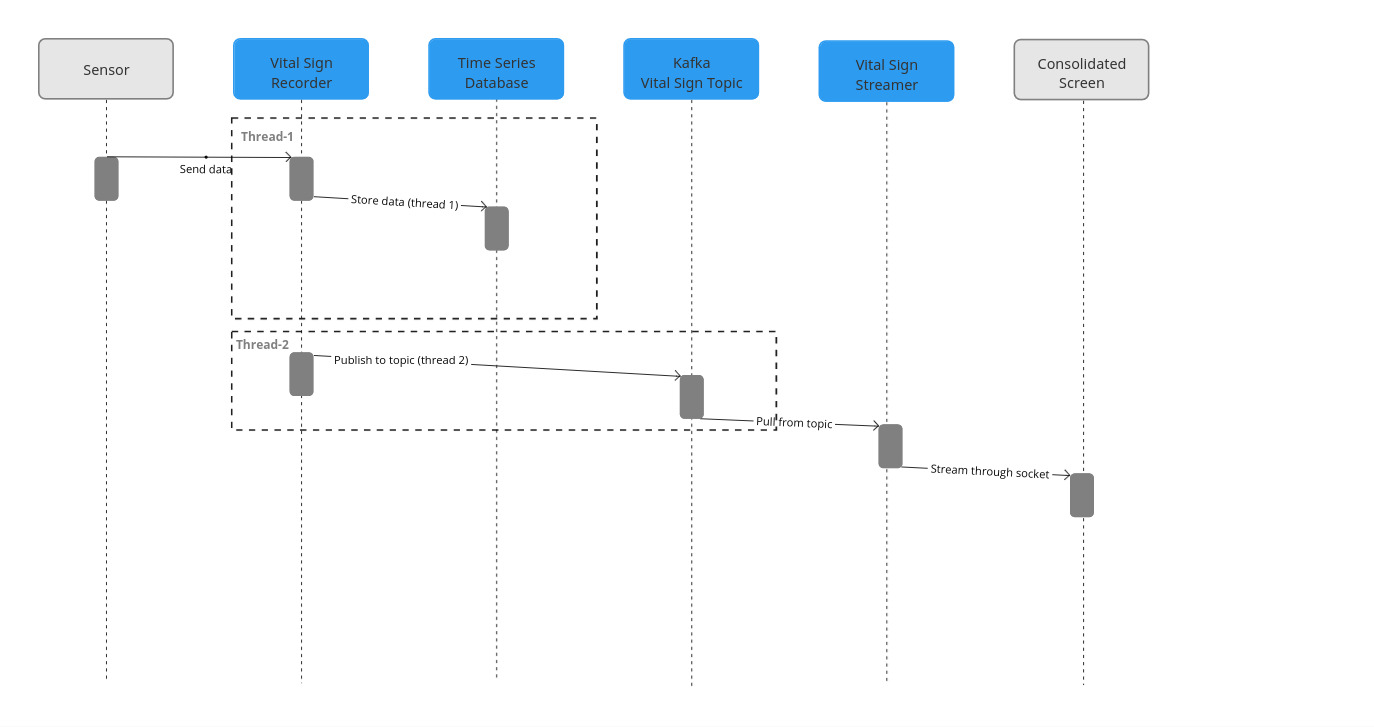 Sensor
Vital Sign
Recorder
Time Series
Database
Kafka
Vital Sign Topic
Vital Sign
Streamer
Consolidated
Screen
Thread-1
Send data
Store data (thread 1)
Thread-2
Publish to topic (thread 2)
Pull from topic
Stream through socket